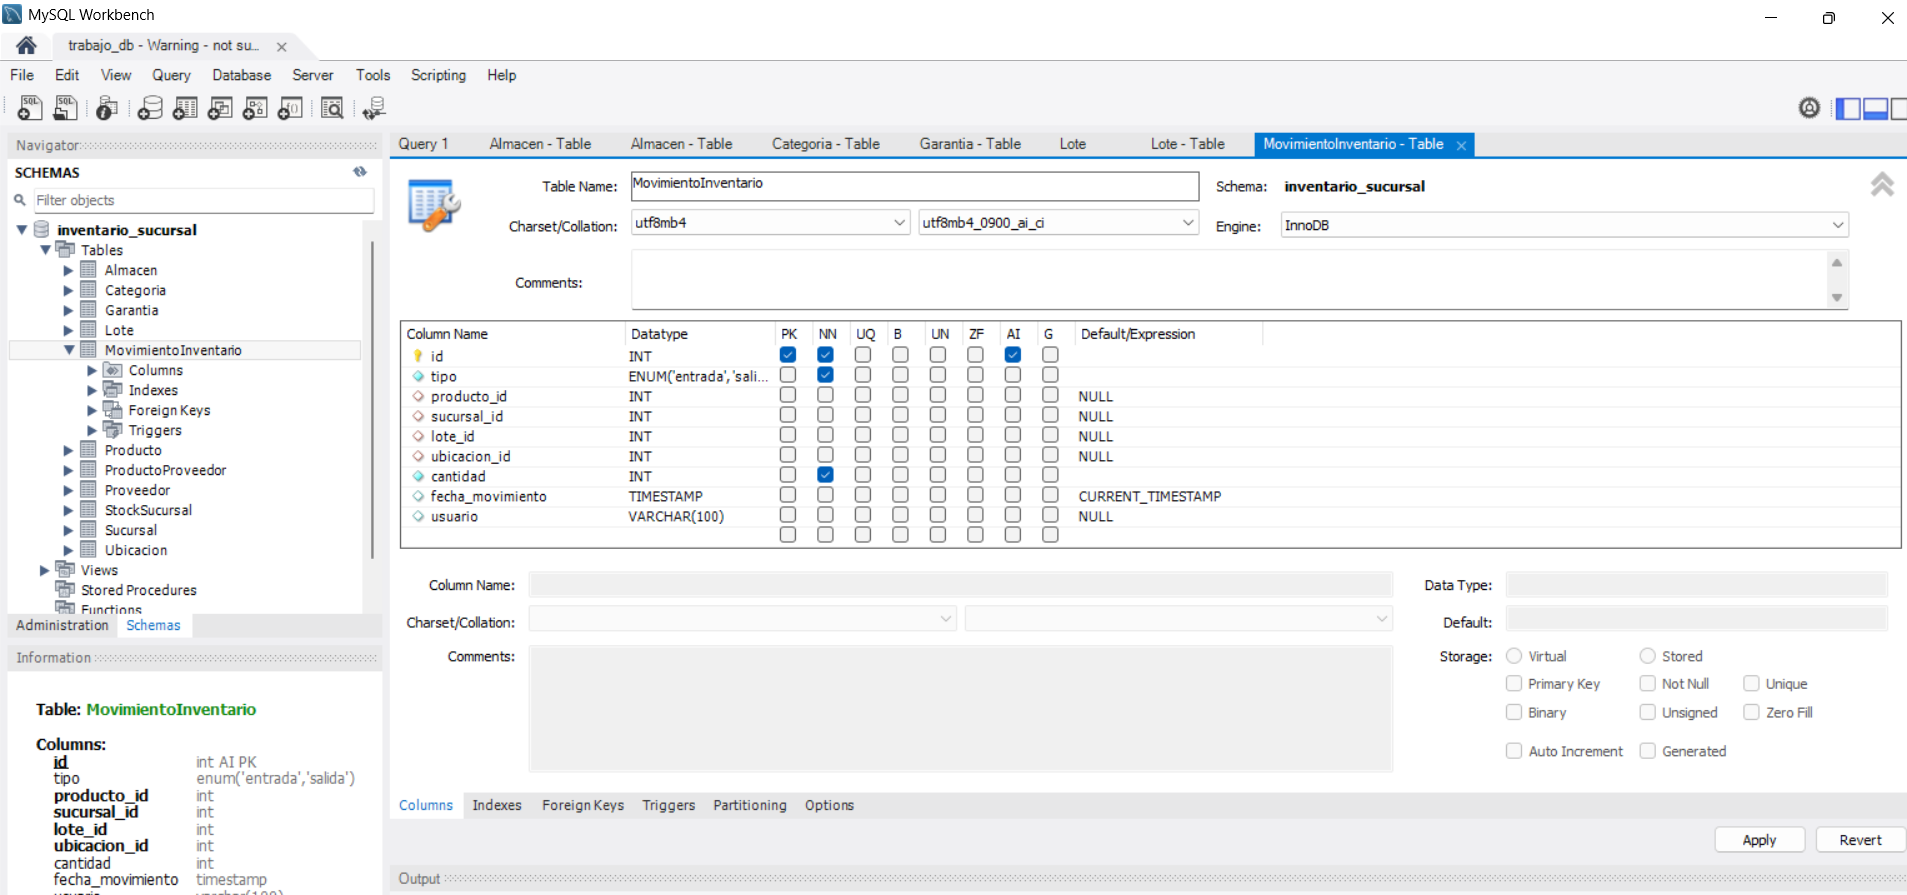 MySQL Workbench
trabajo_db - Warning - not su...
File Edit View Query Database Server Tools Scripting Help
Navigator
SCHEMAS
Filter objects
inventario_sucursal
Tables
Almacen
Categoria
Garantia
Lote
MovimientoInventario
Columns
Indexes
Foreign Keys
Triggers
Producto
ProductoProveedor
Proveedor
StockSucursal
Sucursal
Ubicacion
Views
Stored Procedures
Functions
Administration Schemas
Information
Table: MovimientoInventario
Columns:
id int AI PK
tipo enum('entrada','salida')
producto_id int
sucursal_id int
lote_id int
ubicacion_id int
cantidad int
fecha_movimiento timestamp
usuario varchar(100)
Query 1 Almacen - Table Almacen - Table Categoria - Table Garantia - Table Lote Lote - Table MovimientoInventario - Table
Table Name: MovimientoInventario Schema: inventario_sucursal
Charset/Collation: utf8mb4 utf8mb4_0900_ai_ci Engine: InnoDB
Comments:
Column Name Datatype PK NN UQ B UN ZF AI G Default/Expression
id INT
tipo ENUM('entrada','sali...
producto_id INT NULL
sucursal_id INT NULL
lote_id INT NULL
ubicacion_id INT NULL
cantidad INT
fecha_movimiento TIMESTAMP CURRENT_TIMESTAMP
usuario VARCHAR(100) NULL
Column Name: Data Type:
Charset/Collation: Default:
Comments: Storage: Virtual Stored
Primary Key Not Null Unique
Binary Unsigned Zero Fill
Auto Increment Generated
Columns Indexes Foreign Keys Triggers Partitioning Options
Apply Revert
Output